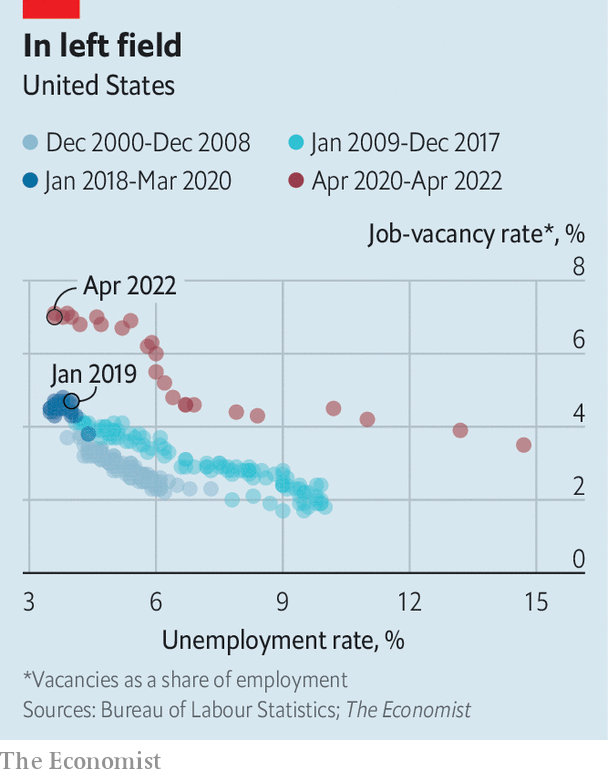 In left field
United States
Dec 2000-Dec 2008
Jan 2009-Dec 2017
Jan 2018-Mar 2020
Apr 2020-Apr 2022
Job-vacancy rate*, %
8
Apr 2022
6
Jan 2019
4
2
0
3 6 9 12 15
Unemployment rate, %
*Vacancies as a share of employment
Sources: Bureau of Labour Statistics; The Economist
The Economist